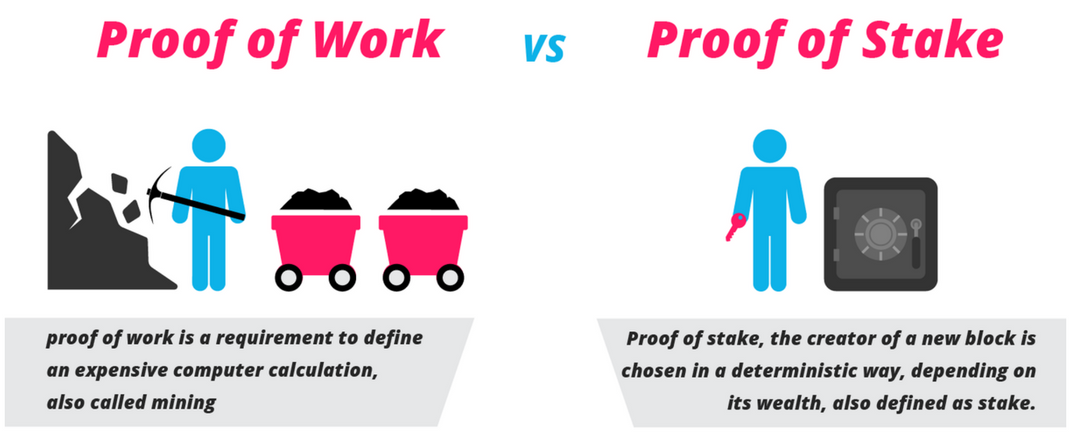 Proof of Work vs Proof of Stake
proof of work is a requirement to define
an expensive computer calculation,
also called mining
Proof of stake, the creator of a new block is
chosen in a deterministic way, depending on
its wealth, also defined as stake.